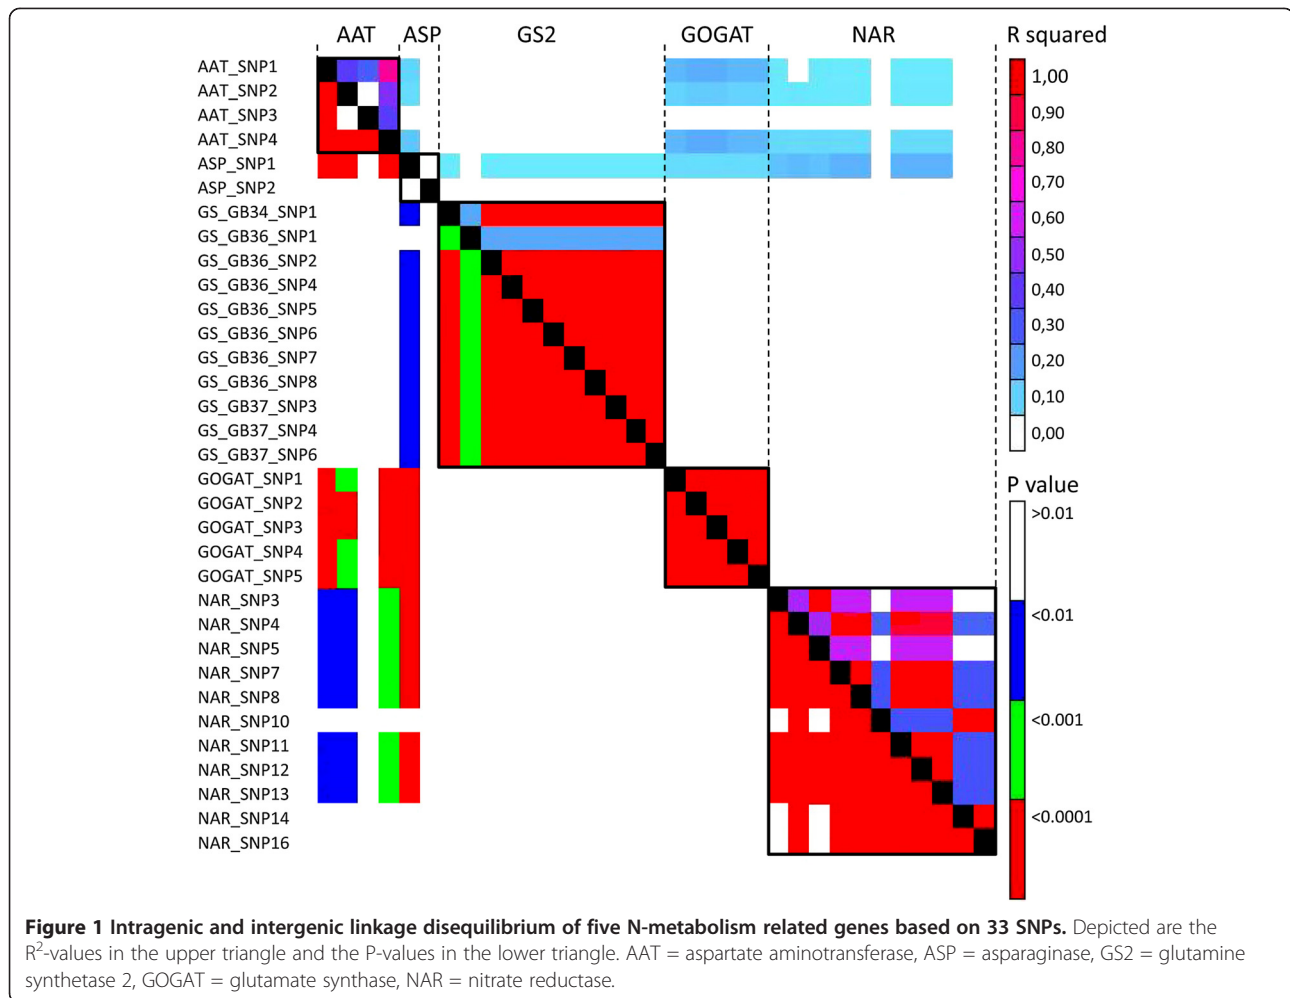 AAT ASP GS2 GOGAT NAR R squared
AAT_SNP1
AAT_SNP2
AAT_SNP3
AAT_SNP4
ASP_SNP1
ASP_SNP2
GS_GB34_SNP1
GS_GB36_SNP1
GS_GB36_SNP2
GS_GB36_SNP4
GS_GB36_SNP5
GS_GB36_SNP6
GS_GB36_SNP7
GS_GB36_SNP8
GS_GB37_SNP3
GS_GB37_SNP4
GS_GB37_SNP6
GOGAT_SNP1
GOGAT_SNP2
GOGAT_SNP3
GOGAT_SNP4
GOGAT_SNP5
NAR_SNP3
NAR_SNP4
NAR_SNP5
NAR_SNP7
NAR_SNP8
NAR_SNP10
NAR_SNP11
NAR_SNP12
NAR_SNP13
NAR_SNP14
NAR_SNP16
1,00
0,90
0,80
0,70
0,60
0,50
0,40
0,30
0,20
0,10
0,00
P value
>0.01
<0.01
<0.001
<0.0001
Figure 1 Intragenic and intergenic linkage disequilibrium of five N-metabolism related genes based on 33 SNPs. Depicted are the
R²-values in the upper triangle and the P-values in the lower triangle. AAT = aspartate aminotransferase, ASP = asparaginase, GS2 = glutamine
synthetase 2, GOGAT = glutamate synthase, NAR = nitrate reductase.